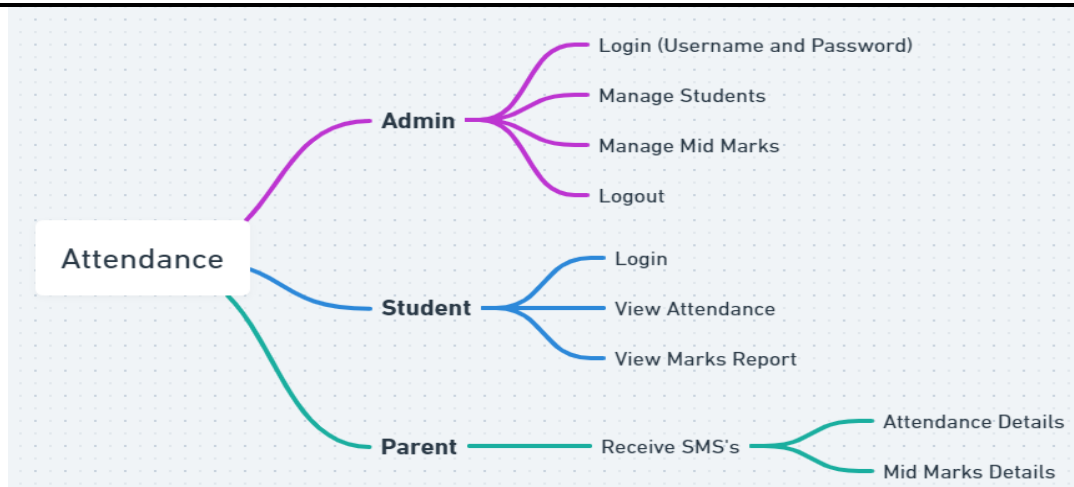 Attendance
Admin
Login (Username and Password)
Manage Students
Manage Mid Marks
Logout
Student
Login
View Attendance
View Marks Report
Parent
Receive SMS's
Attendance Details
Mid Marks Details